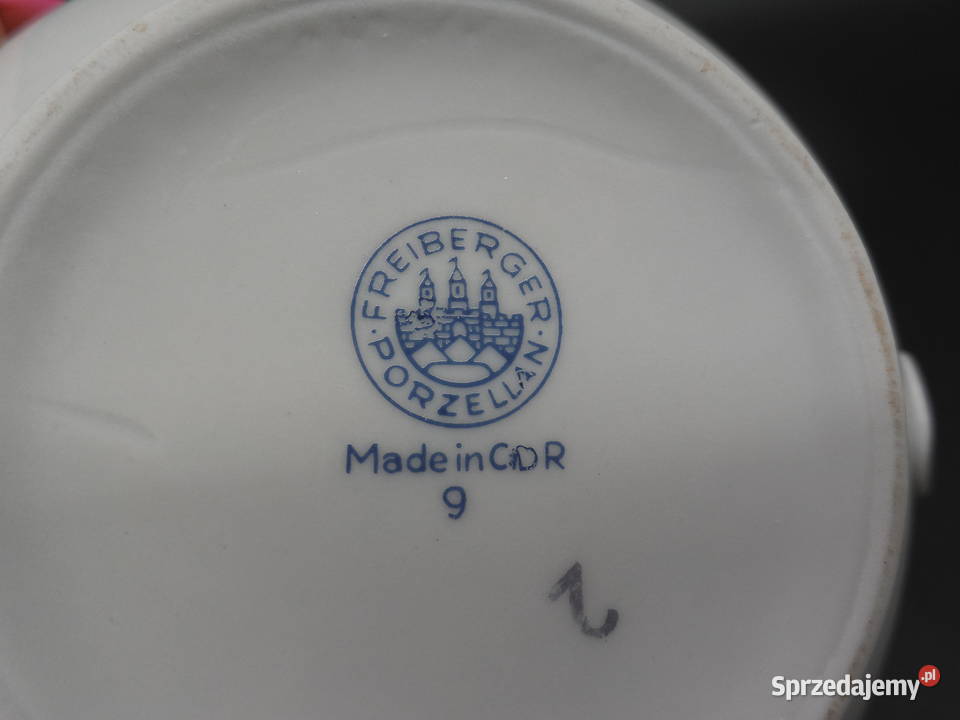 FREIBERGER
PORZELLAN
Made in GDR
9
Sprzedajemy.pl